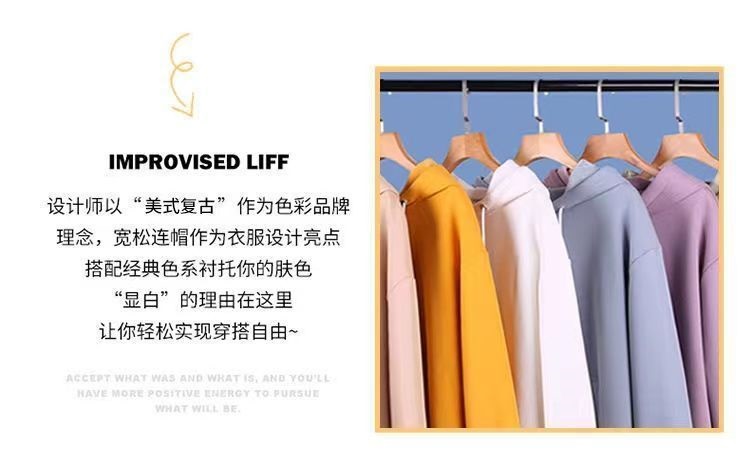 IMPROVISED LIFF
设计师以“美式复古”作为色彩品牌
理念，宽松连帽作为衣服设计亮点
搭配经典色系衬托你的肤色
“显白”的理由在这里
让你轻松实现穿搭自由~
ACCEPT WHAT WAS AND WHAT IS, AND YOU'LL
HAVE MORE POSITIVE ENERGY TO PURSUE
WHAT WILL BE.